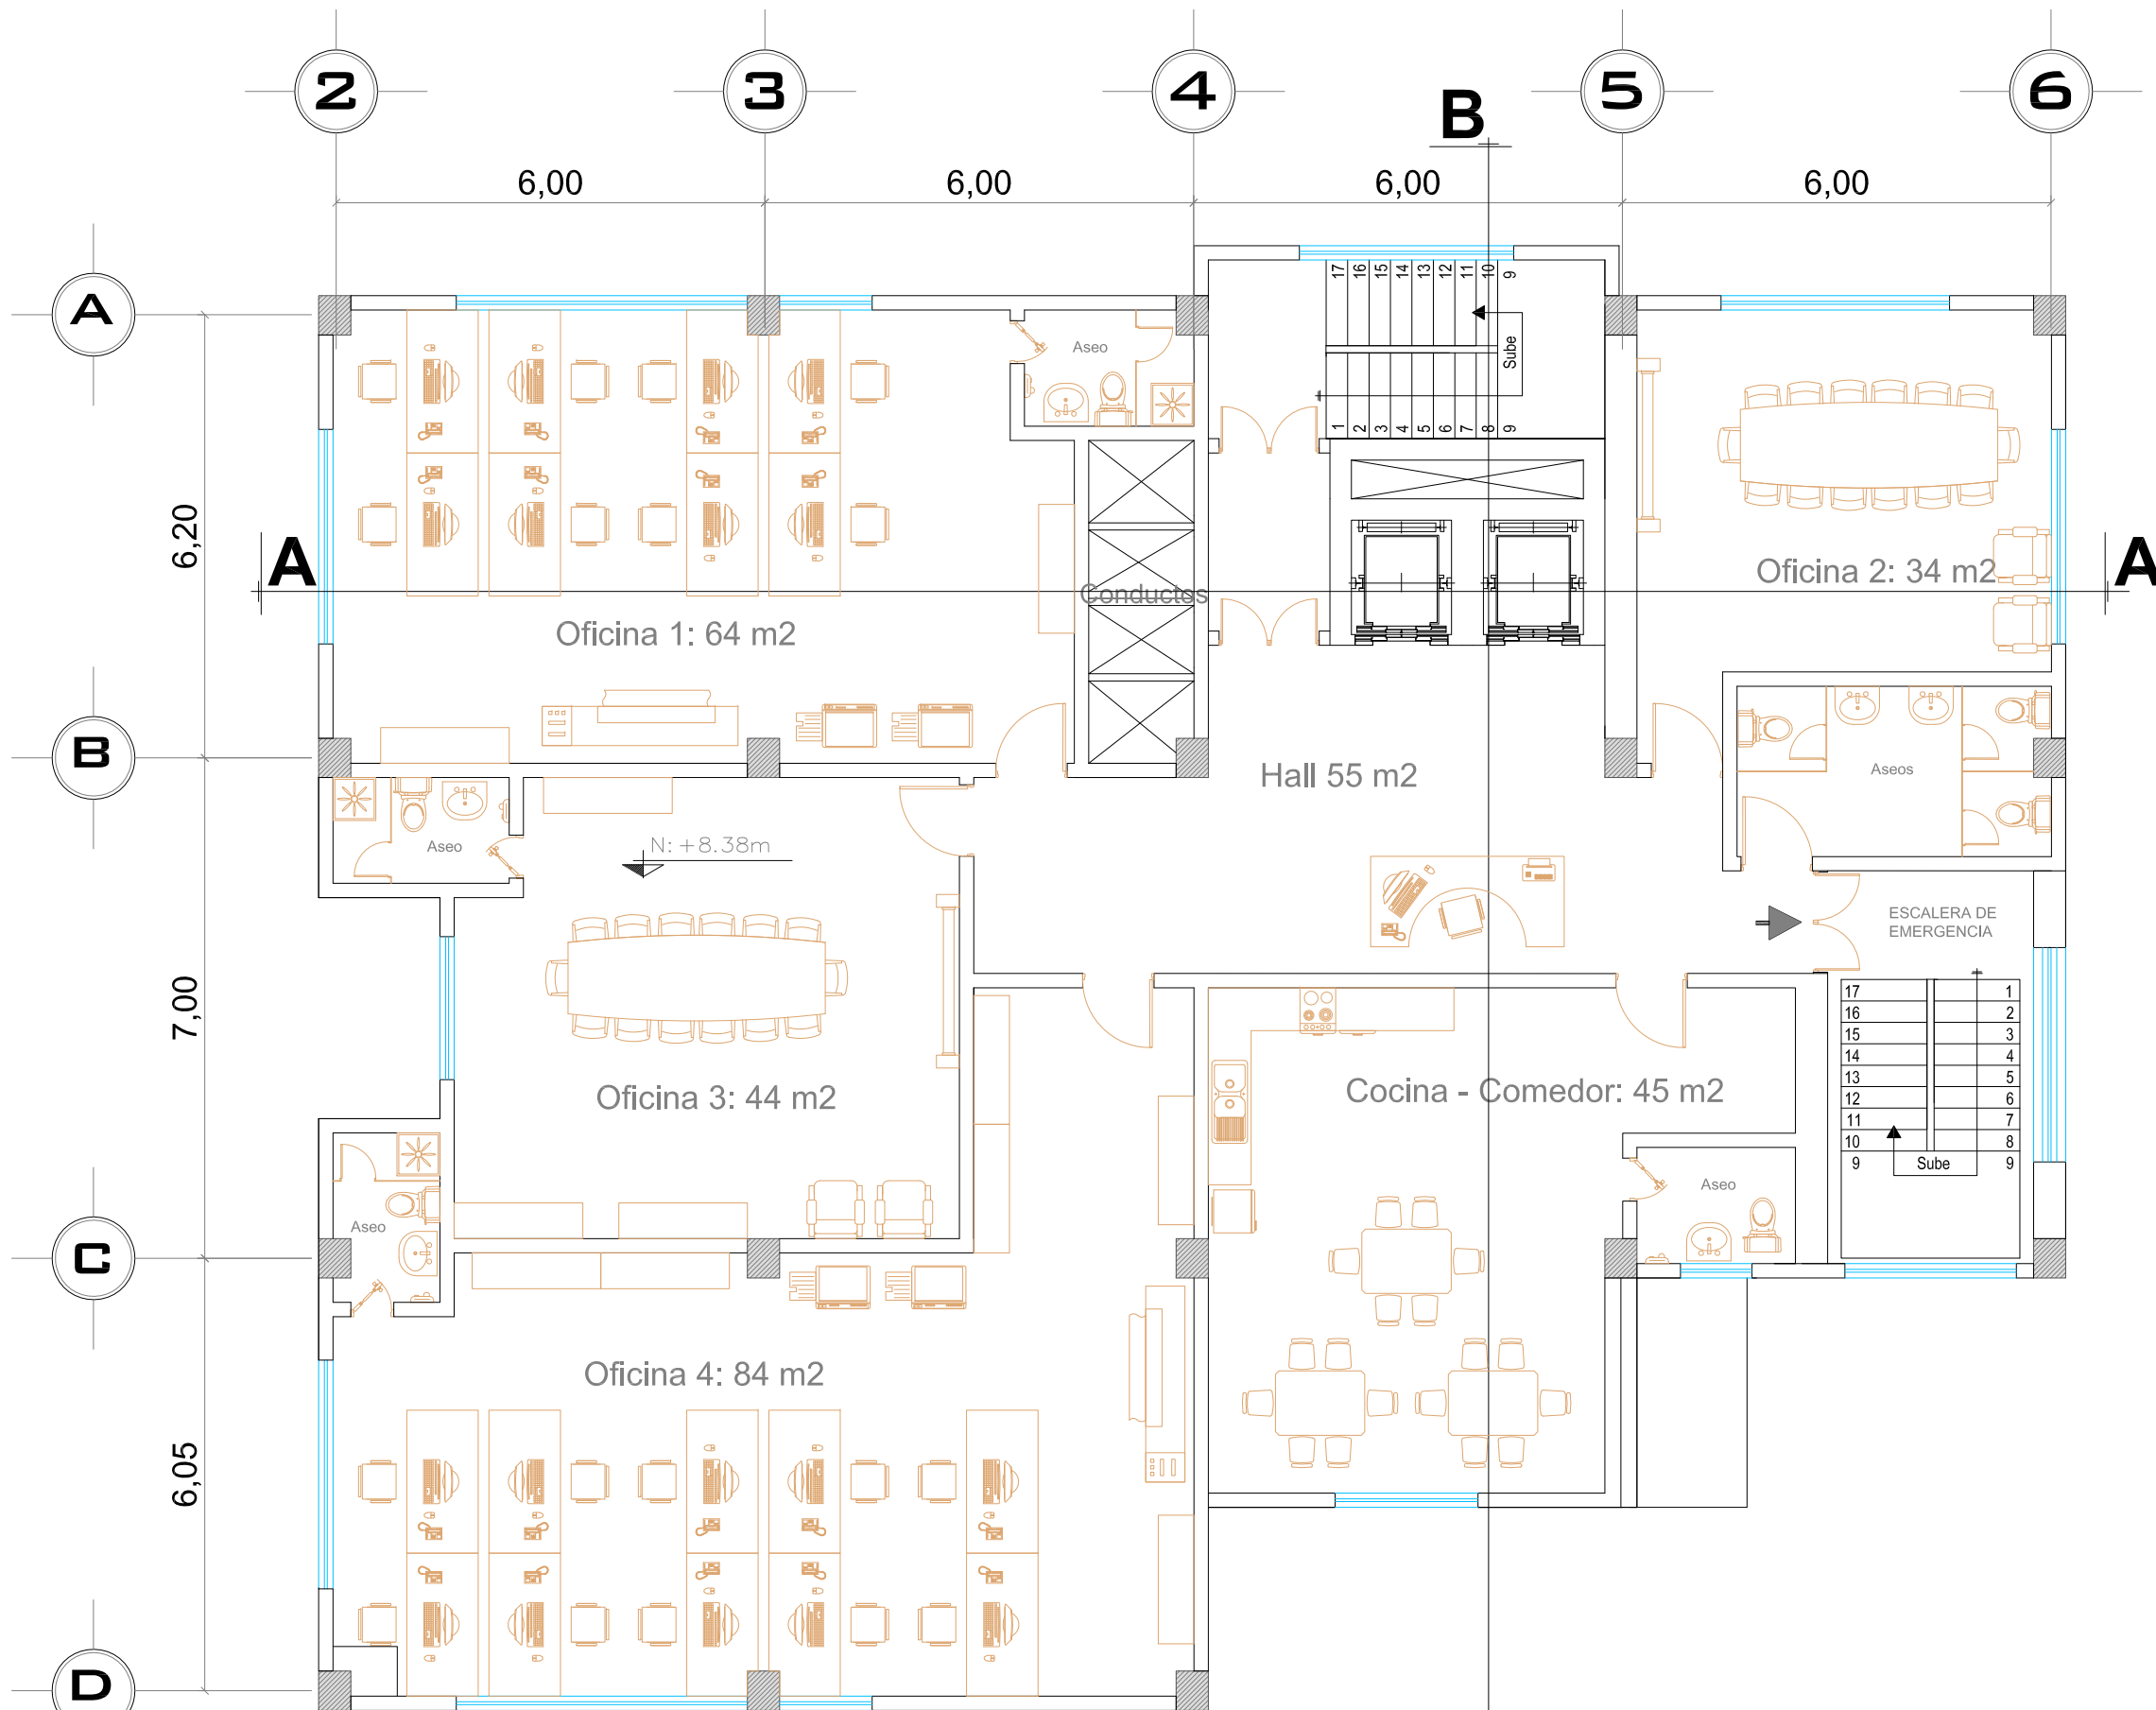 2 3 4 5 6
B
6,00 6,00 6,00 6,00
A
17 16 15 14 13 12 11 10 9
Sube
Aseo
1 2 3 4 5 6 7 8 9
6,20
A A
Oficina 2: 34 m2
Conductos
Oficina 1: 64 m2
B
Hall 55 m2
Aseos
Aseo
N: +8.38m
ESCALERA DE
EMERGENCIA
7,00
17 1
16 2
15 3
14 4
13 5
12 6
11 7
10 8
9 Sube 9
Oficina 3: 44 m2
Cocina - Comedor: 45 m2
Aseo
Aseo
C
Oficina 4: 84 m2
6,05
D